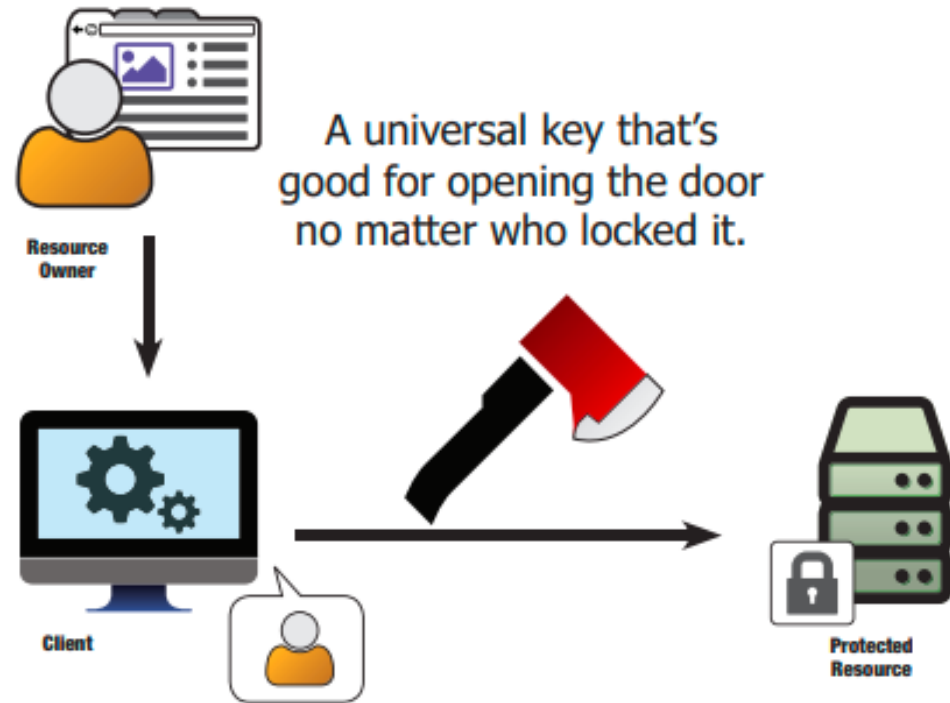 A universal key that's
good for opening the door
no matter who locked it.
Resource
Owner
Client
Protected
Resource